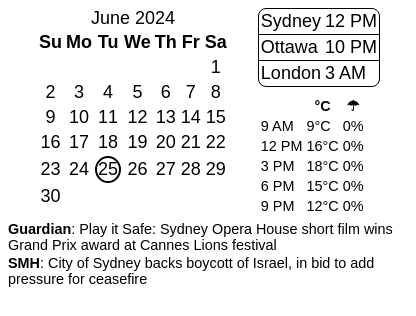 June 2024
Su Mo Tu We Th Fr Sa
1
2 3 4 5 6 7 8
9 10 11 12 13 14 15
16 17 18 19 20 21 22
23 24 25 26 27 28 29
30
Sydney 12 PM
Ottawa 10 PM
London 3 AM
°C ☂
9 AM 9°C 0%
12 PM 16°C 0%
3 PM 18°C 0%
6 PM 15°C 0%
9 PM 12°C 0%
Guardian: Play it Safe: Sydney Opera House short film wins
Grand Prix award at Cannes Lions festival
SMH: City of Sydney backs boycott of Israel, in bid to add
pressure for ceasefire